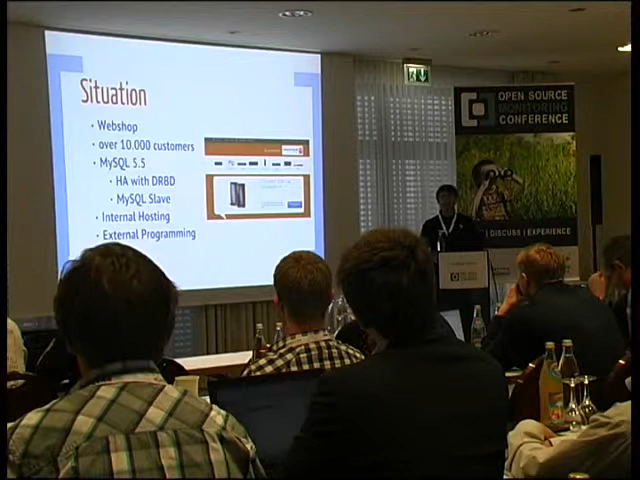 Situation
• Webshop
• over 10.000 customers
• MySQL 5.5
• HA with DRBD
• MySQL Slave
• Internal Hosting
• External Programming
OPEN SOURCE
MONITORING
CONFERENCE
| DISCUSS | EXPERIENCE